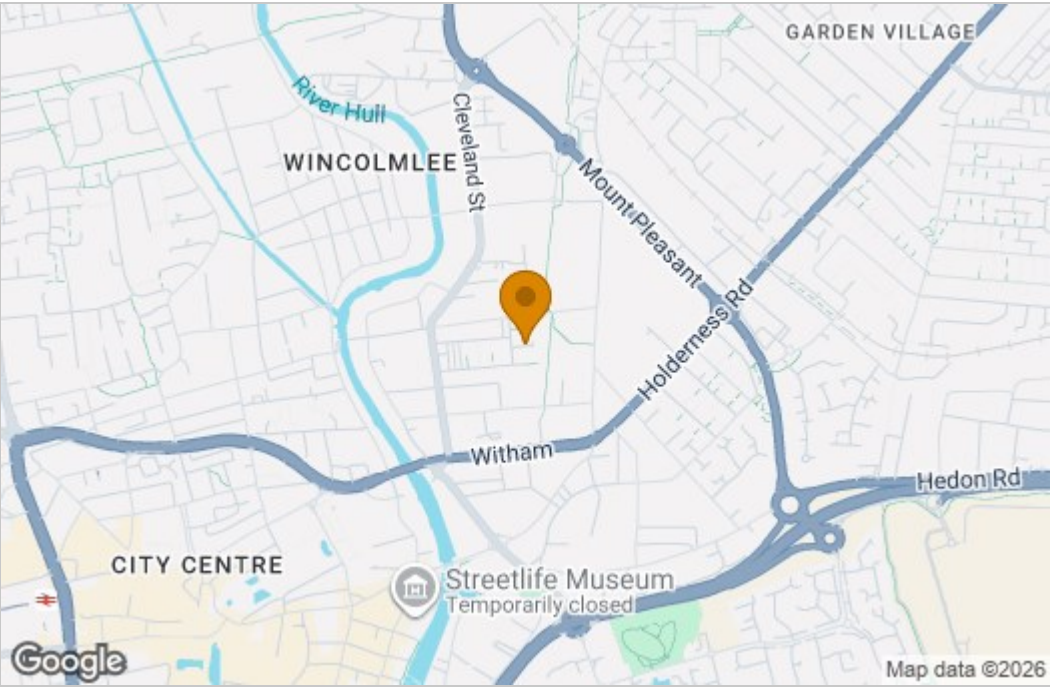 GARDEN VILLAGE
River Hull
Cleveland St
WINCOLMLEE
Mount Pleasant
Holderness Rd
Witham
Hedon Rd
CITY CENTRE
Streetlife Museum
Temporarily closed
Google
Map data ©2026